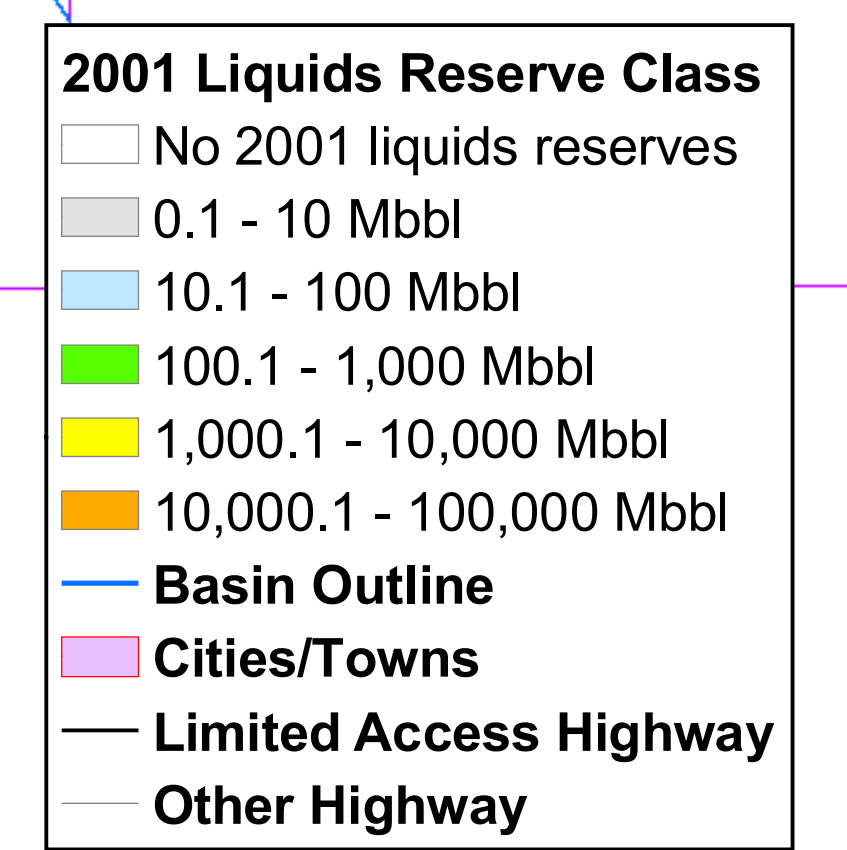 2001 Liquids Reserve Class
No 2001 liquids reserves
0.1 - 10 Mbbl
10.1 - 100 Mbbl
100.1 - 1,000 Mbbl
1,000.1 - 10,000 Mbbl
10,000.1 - 100,000 Mbbl
Basin Outline
Cities/Towns
Limited Access Highway
Other Highway